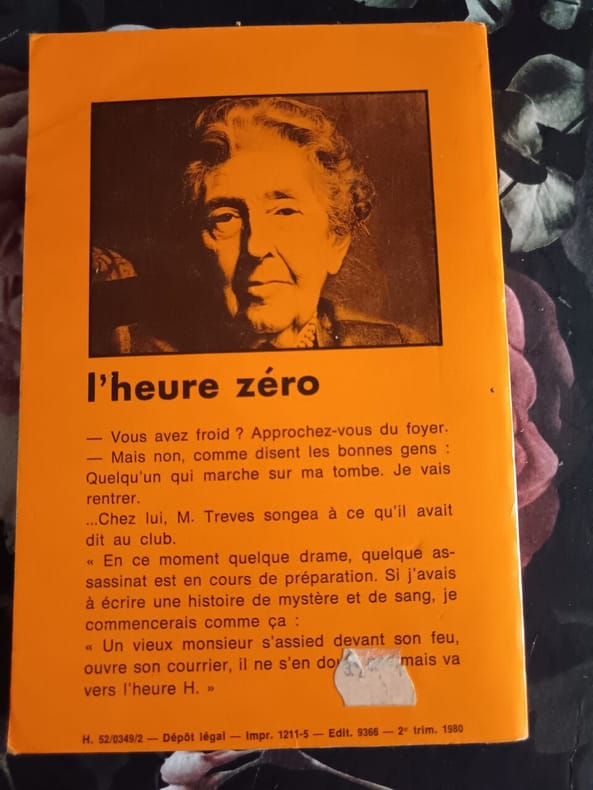 l'heure zéro
— Vous avez froid ? Approchez-vous du foyer.
— Mais non, comme disent les bonnes gens :
Quelqu'un qui marche sur ma tombe. Je vais
rentrer.
...Chez lui, M. Treves songea à ce qu'il avait
dit au club.
« En ce moment quelque drame, quelque as-
sassinat est en cours de préparation. Si j'avais
à écrire une histoire de mystère et de sang, je
commencerais comme ça :
« Un vieux monsieur s'assied devant son feu,
ouvre son courrier, il ne s'en mais va
vers l'heure H. »
H. 52/0349/2 — Dépôt légal — Impr. 1211-5 — Edit. 9366 — 2e trim. 1980